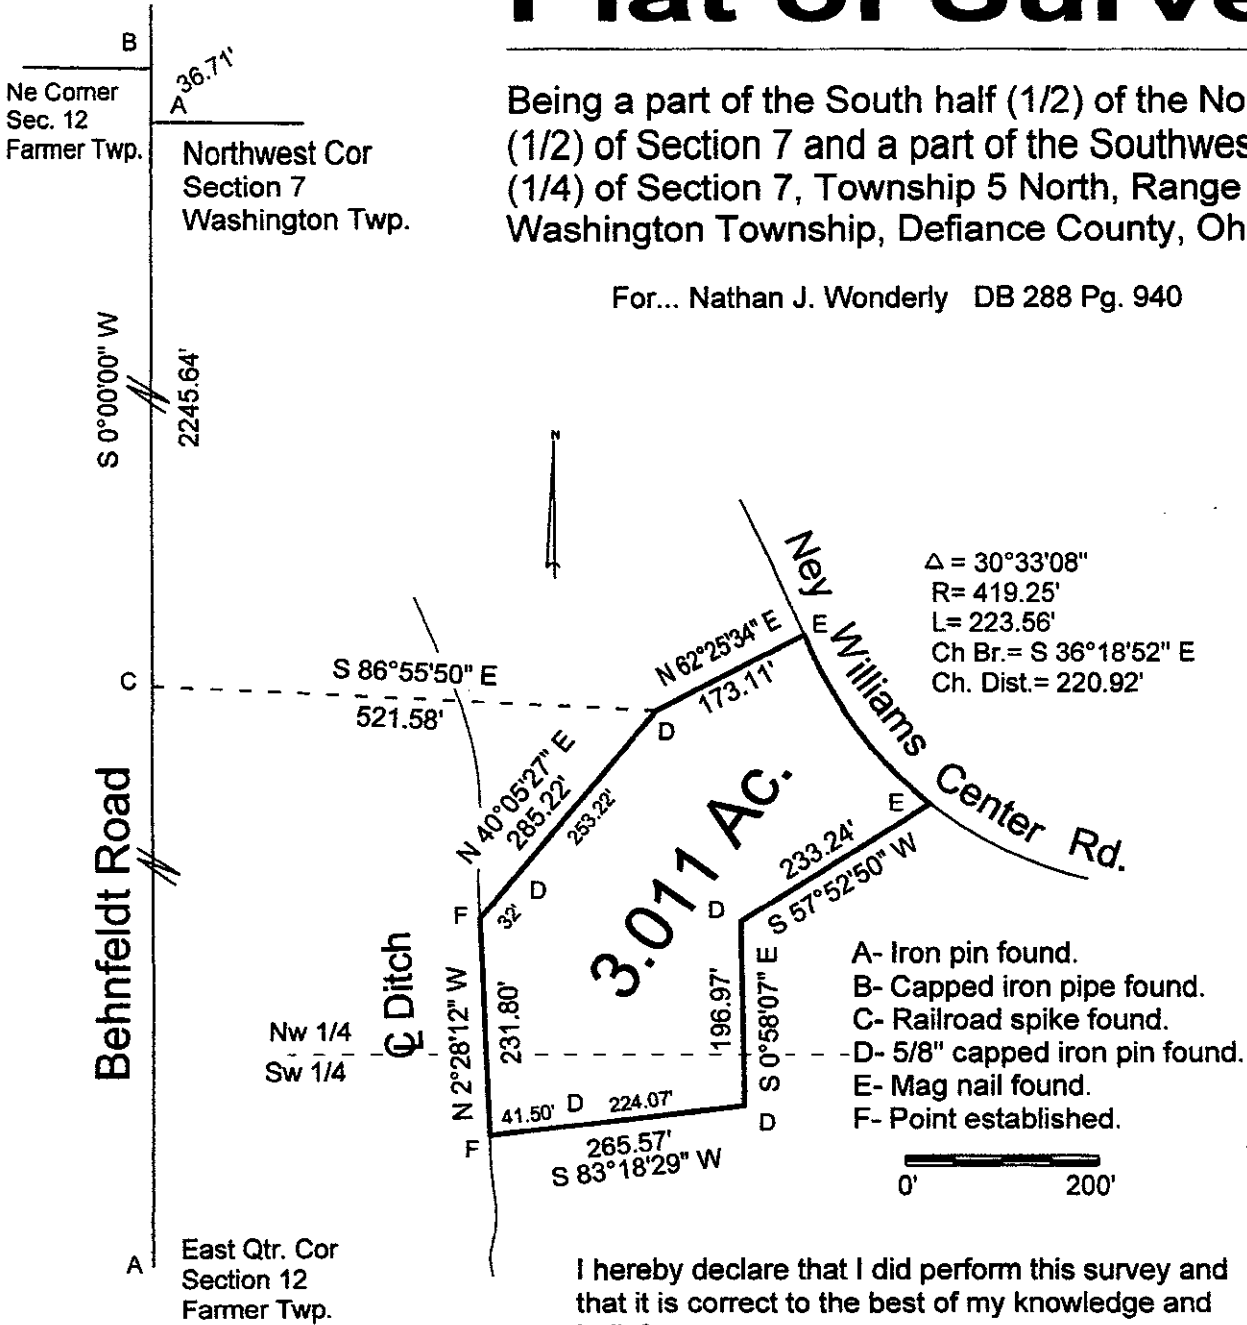 Plat of Surve
B
36.71'
Ne Corner
Sec. 12
Farmer Twp.
A
Northwest Cor
Section 7
Washington Twp.
Being a part of the South half (1/2) of the No
(1/2) of Section 7 and a part of the Southwes
(1/4) of Section 7, Township 5 North, Range
Washington Township, Defiance County, Oh
For... Nathan J. Wonderly DB 288 Pg. 940
S 0°00'00" W
2245.64'
N
Ney Williams Center Rd.
Δ = 30°33'08"
R= 419.25'
L= 223.56'
Ch Br.= S 36°18'52" E
Ch. Dist.= 220.92'
E
N 62°25'34" E
173.11'
C
S 86°55'50" E
521.58'
D
N 40°05'27" E
285.22'
253.22'
D
32'
F
3.011 Ac.
E
233.24'
S 57°52'50" W
D
Behnfeldt Road
℄ Ditch
N 2°28'12" W
231.80'
196.97'
S 0°58'07" E
Nw 1/4
Sw 1/4
A- Iron pin found.
B- Capped iron pipe found.
C- Railroad spike found.
D- 5/8" capped iron pin found.
E- Mag nail found.
F- Point established.
41.50' D 224.07'
D
F
265.57'
S 83°18'29" W
0' 200'
A
East Qtr. Cor
Section 12
Farmer Twp.
I hereby declare that I did perform this survey and
that it is correct to the best of my knowledge and